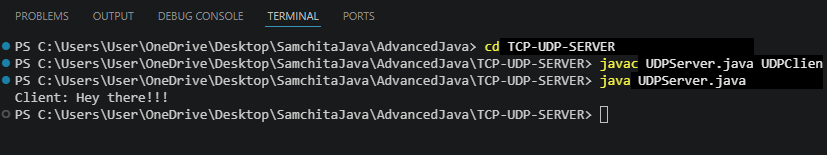 PROBLEMS OUTPUT DEBUG CONSOLE TERMINAL PORTS
PS C:\Users\User\OneDrive\Desktop\SamchitaJava\AdvancedJava> cd TCP-UDP-SERVER
PS C:\Users\User\OneDrive\Desktop\SamchitaJava\AdvancedJava\TCP-UDP-SERVER> javac UDPServer.java UDPClien
PS C:\Users\User\OneDrive\Desktop\SamchitaJava\AdvancedJava\TCP-UDP-SERVER> java UDPServer.java
Client: Hey there!!!
PS C:\Users\User\OneDrive\Desktop\SamchitaJava\AdvancedJava\TCP-UDP-SERVER>